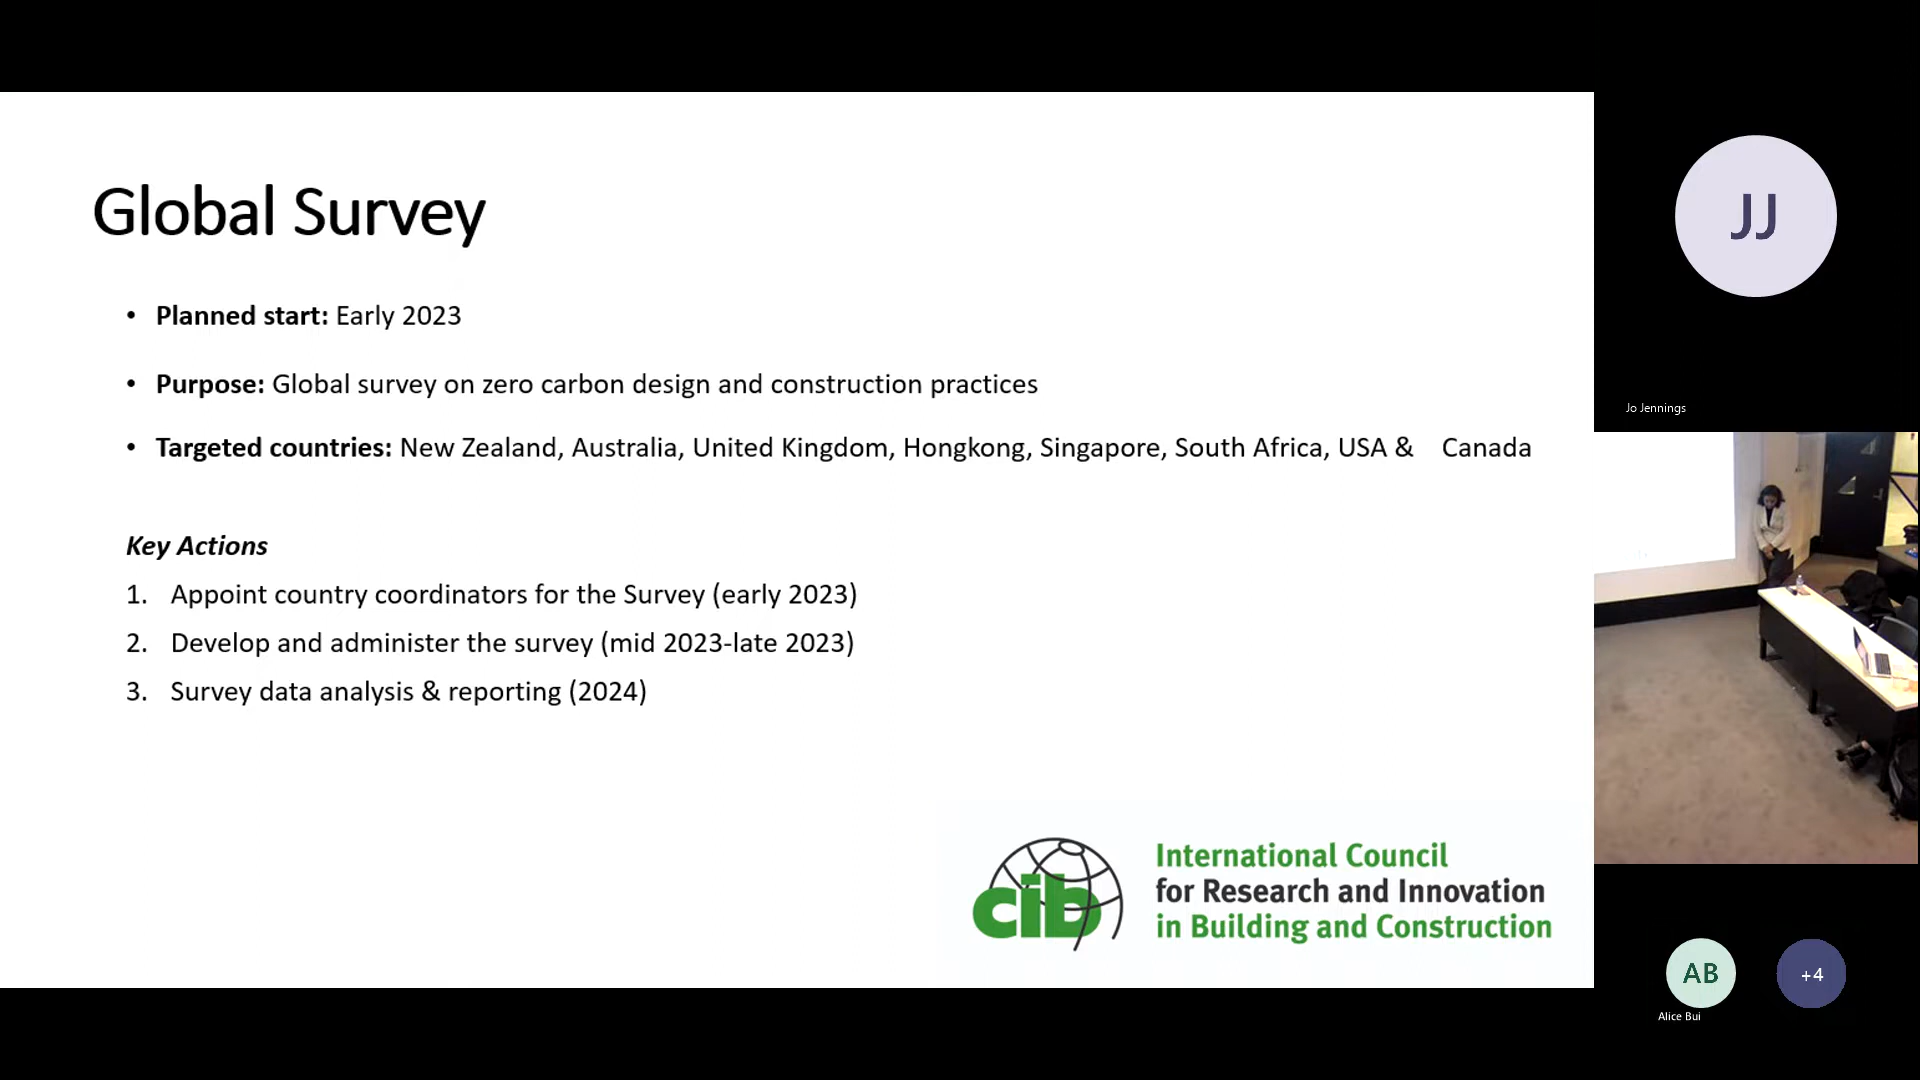 Global Survey
• Planned start: Early 2023
• Purpose: Global survey on zero carbon design and construction practices
• Targeted countries: New Zealand, Australia, United Kingdom, Hongkong, Singapore, South Africa, USA & Canada
Key Actions
1. Appoint country coordinators for the Survey (early 2023)
2. Develop and administer the survey (mid 2023-late 2023)
3. Survey data analysis & reporting (2024)
cib
International Council
for Research and Innovation
in Building and Construction
JJ
Jo Jennings
AB
+4
Alice Bui